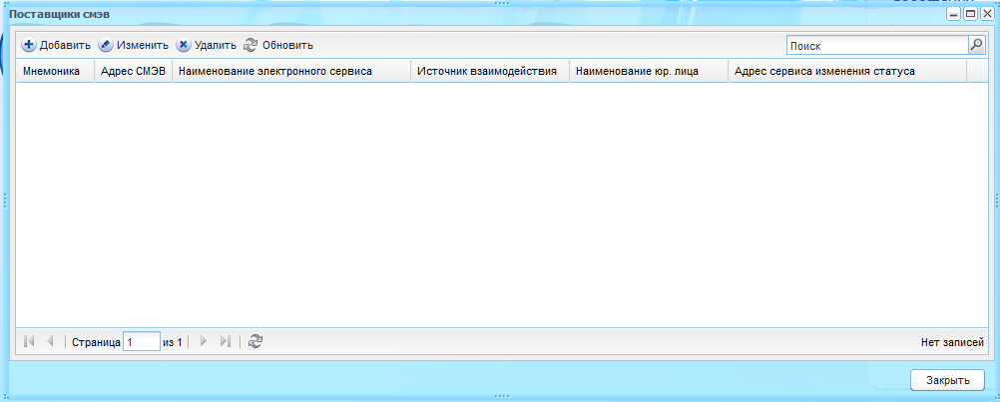 Поставщики смэв
Добавить Изменить Удалить Обновить Поиск
Мнемоника Адрес СМЭВ Наименование электронного сервиса Источник взаимодействия Наименование юр. лица Адрес сервиса изменения статуса
Страница 1 из 1 Нет записей
Закрыть